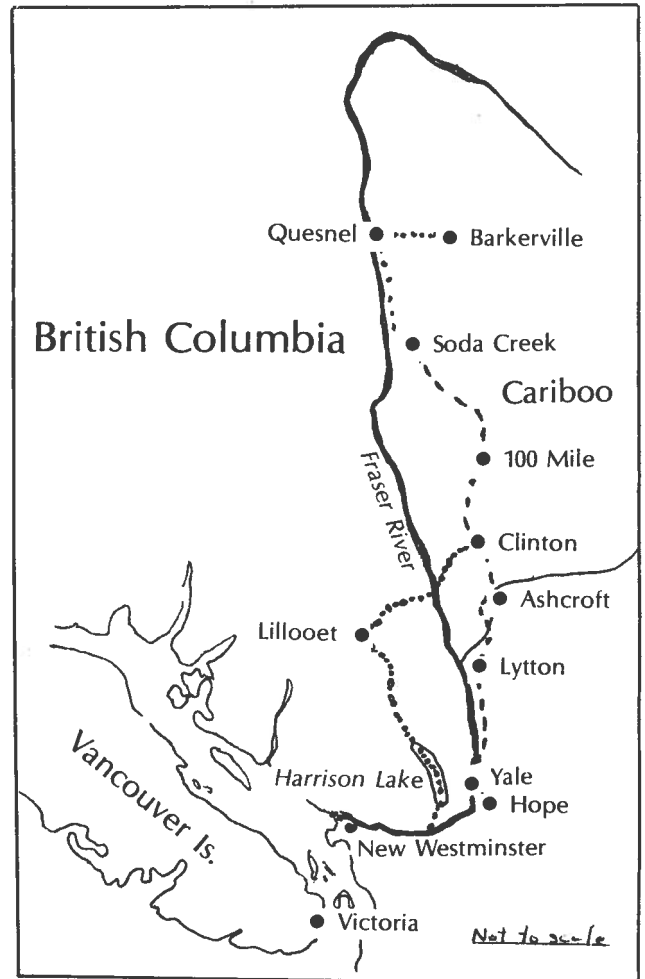 Quesnel
Barkerville
British Columbia
Soda Creek
Cariboo
100 Mile
Fraser River
Clinton
Ashcroft
Lillooet
Lytton
Vancouver Is.
Harrison Lake
Yale
Hope
New Westminster
Victoria
Not to scale